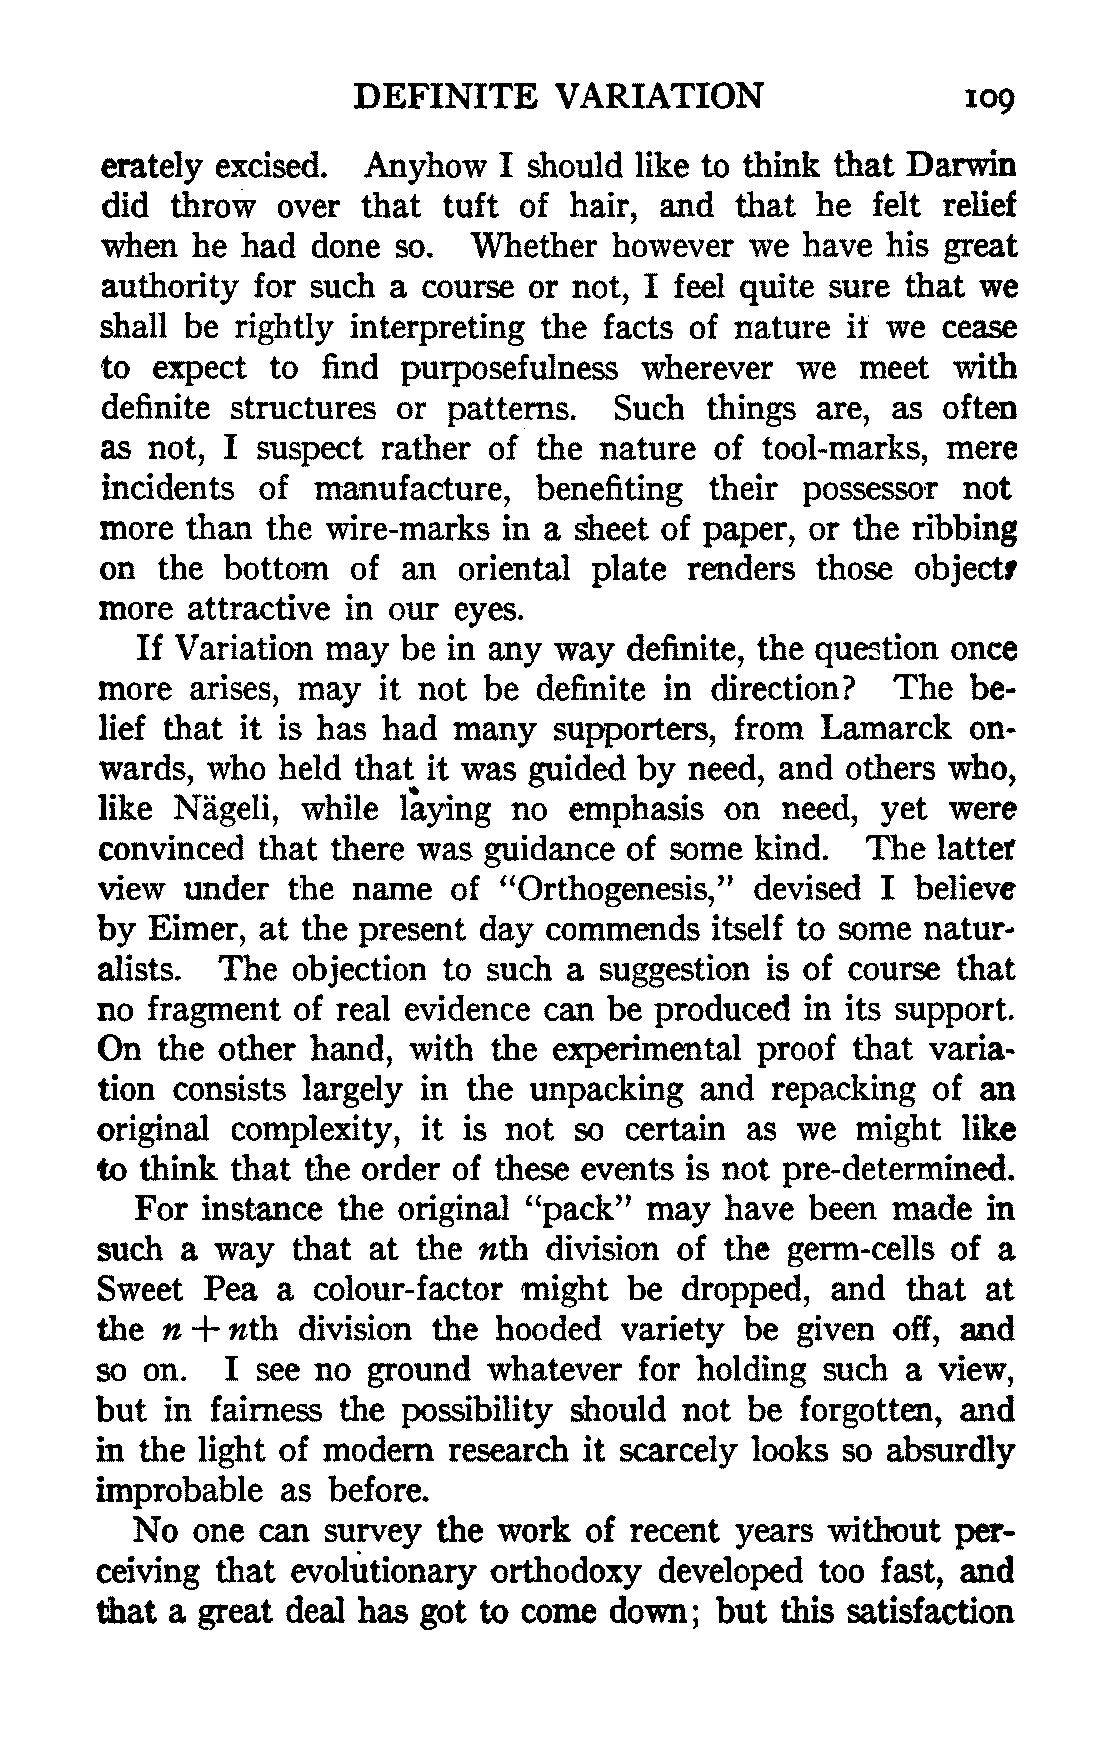 DEFINITE VARIATION 109
erately excised. Anyhow I should like to think that Darwin
did throw over that tuft of hair, and that he felt relief
when he had done so. Whether however we have his great
authority for such a course or not, I feel quite sure that we
shall be rightly interpreting the facts of nature if we cease
to expect to find purposefulness wherever we meet with
definite structures or patterns. Such things are, as often
as not, I suspect rather of the nature of tool-marks, mere
incidents of manufacture, benefiting their possessor not
more than the wire-marks in a sheet of paper, or the ribbing
on the bottom of an oriental plate renders those objects
more attractive in our eyes.
If Variation may be in any way definite, the question once
more arises, may it not be definite in direction? The be-
lief that it is has had many supporters, from Lamarck on-
wards, who held that it was guided by need, and others who,
like Nägeli, while laying no emphasis on need, yet were
convinced that there was guidance of some kind. The latter
view under the name of "Orthogenesis," devised I believe
by Eimer, at the present day commends itself to some natur-
alists. The objection to such a suggestion is of course that
no fragment of real evidence can be produced in its support.
On the other hand, with the experimental proof that varia-
tion consists largely in the unpacking and repacking of an
original complexity, it is not so certain as we might like
to think that the order of these events is not pre-determined.
For instance the original "pack" may have been made in
such a way that at the nth division of the germ-cells of a
Sweet Pea a colour-factor might be dropped, and that at
the n + nth division the hooded variety be given off, and
so on. I see no ground whatever for holding such a view,
but in fairness the possibility should not be forgotten, and
in the light of modern research it scarcely looks so absurdly
improbable as before.
No one can survey the work of recent years without per-
ceiving that evolutionary orthodoxy developed too fast, and
that a great deal has got to come down; but this satisfaction